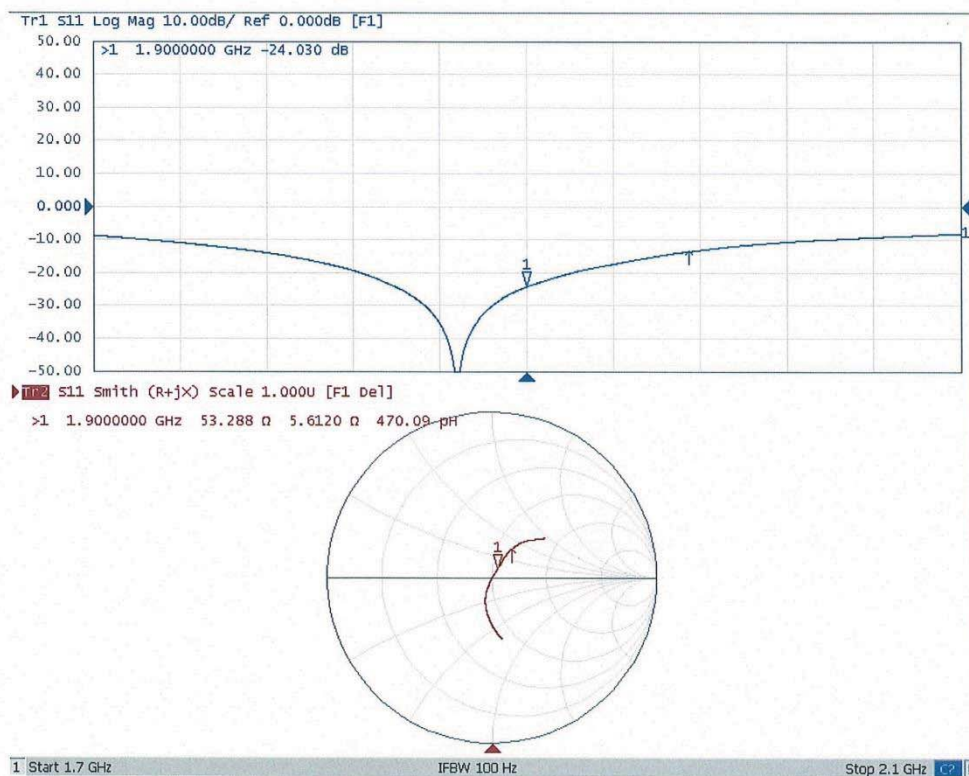 Tr1 S11 Log Mag 10.00dB/ Ref 0.000dB [F1]
50.00
>1 1.9000000 GHz -24.030 dB
40.00
30.00
20.00
10.00
0.000
-10.00
1
-20.00
1
-30.00
-40.00
-50.00
Tr2 S11 Smith (R+jX) Scale 1.000U [F1 Del]
>1 1.9000000 GHz 53.288 Ω 5.6120 Ω 470.09 pH
1
1 Start 1.7 GHz IFBW 100 Hz Stop 2.1 GHz C?